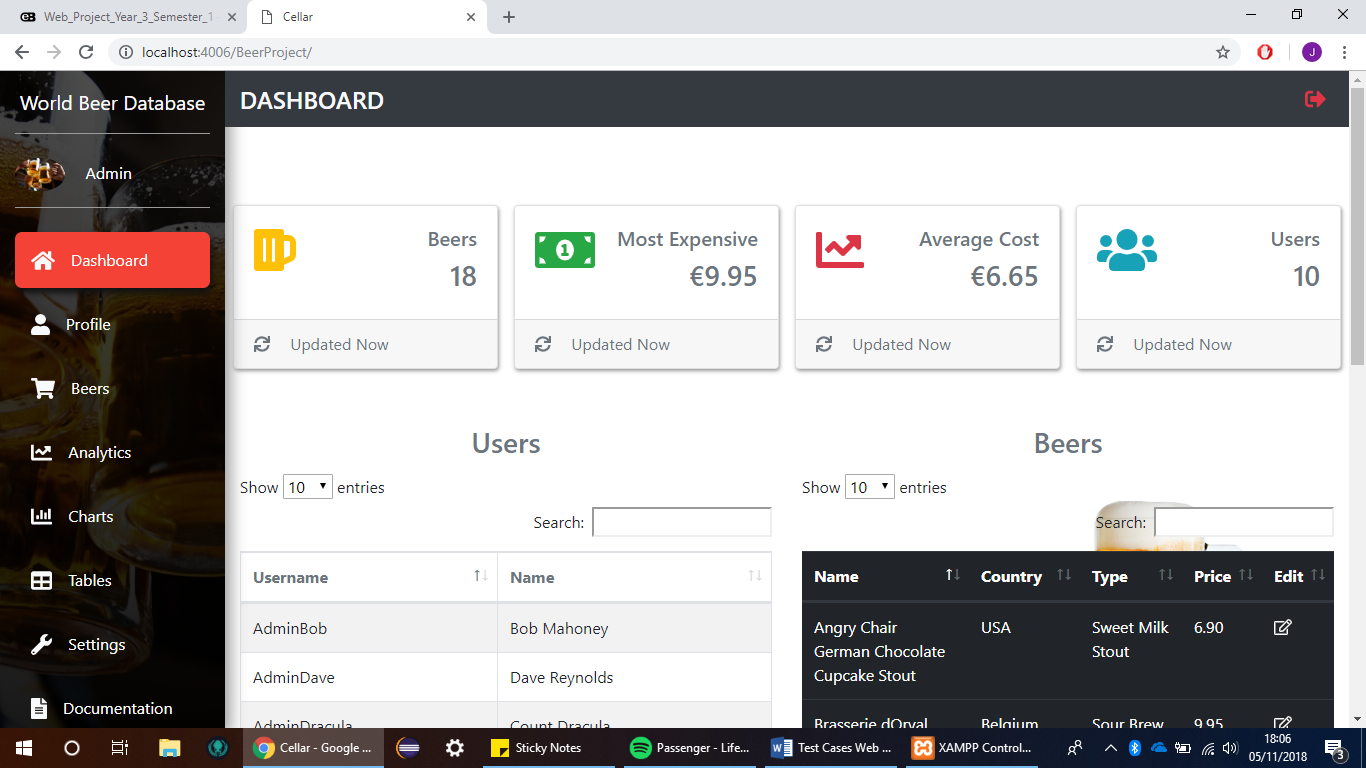 Web_Project_Year_3_Semester_1
Cellar
localhost:4006/BeerProject/
J
World Beer Database
DASHBOARD
Admin
Dashboard
Profile
Beers
Analytics
Charts
Tables
Settings
Documentation
Beers
18
Updated Now
Most Expensive
€9.95
Updated Now
Average Cost
€6.65
Updated Now
Users
10
Updated Now
Users
Show 10 entries
Search:
Username Name
AdminBob Bob Mahoney
AdminDave Dave Reynolds
AdminDracula Count Dracula
Beers
Show 10 entries
Search:
Name Country Type Price Edit
Angry Chair USA Sweet Milk 6.90
German Chocolate Stout
Cupcake Stout
Brasserie dOrval Belgium Sour Brew 9.95
Cellar - Google ...
Sticky Notes
Passenger - Life...
Test Cases Web ...
XAMPP Control...
18:06
05/11/2018
3